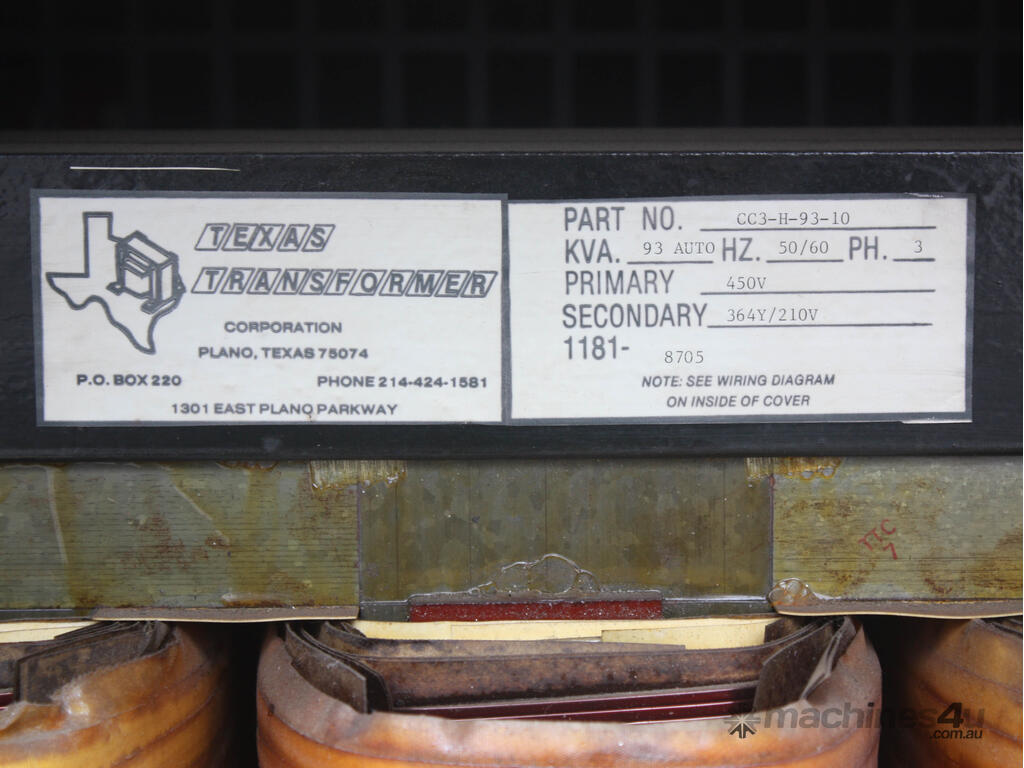 TEXAS
TRANSFORMER
CORPORATION
PLANO, TEXAS 75074
P.O. BOX 220 PHONE 214-424-1581
1301 EAST PLANO PARKWAY
PART NO. CC3-H-93-10
KVA. 93 AUTO HZ. 50/60 PH. 3
PRIMARY 450V
SECONDARY 364Y/210V
1181- 8705
NOTE: SEE WIRING DIAGRAM
ON INSIDE OF COVER
TTC
7
machines4u
.com.au